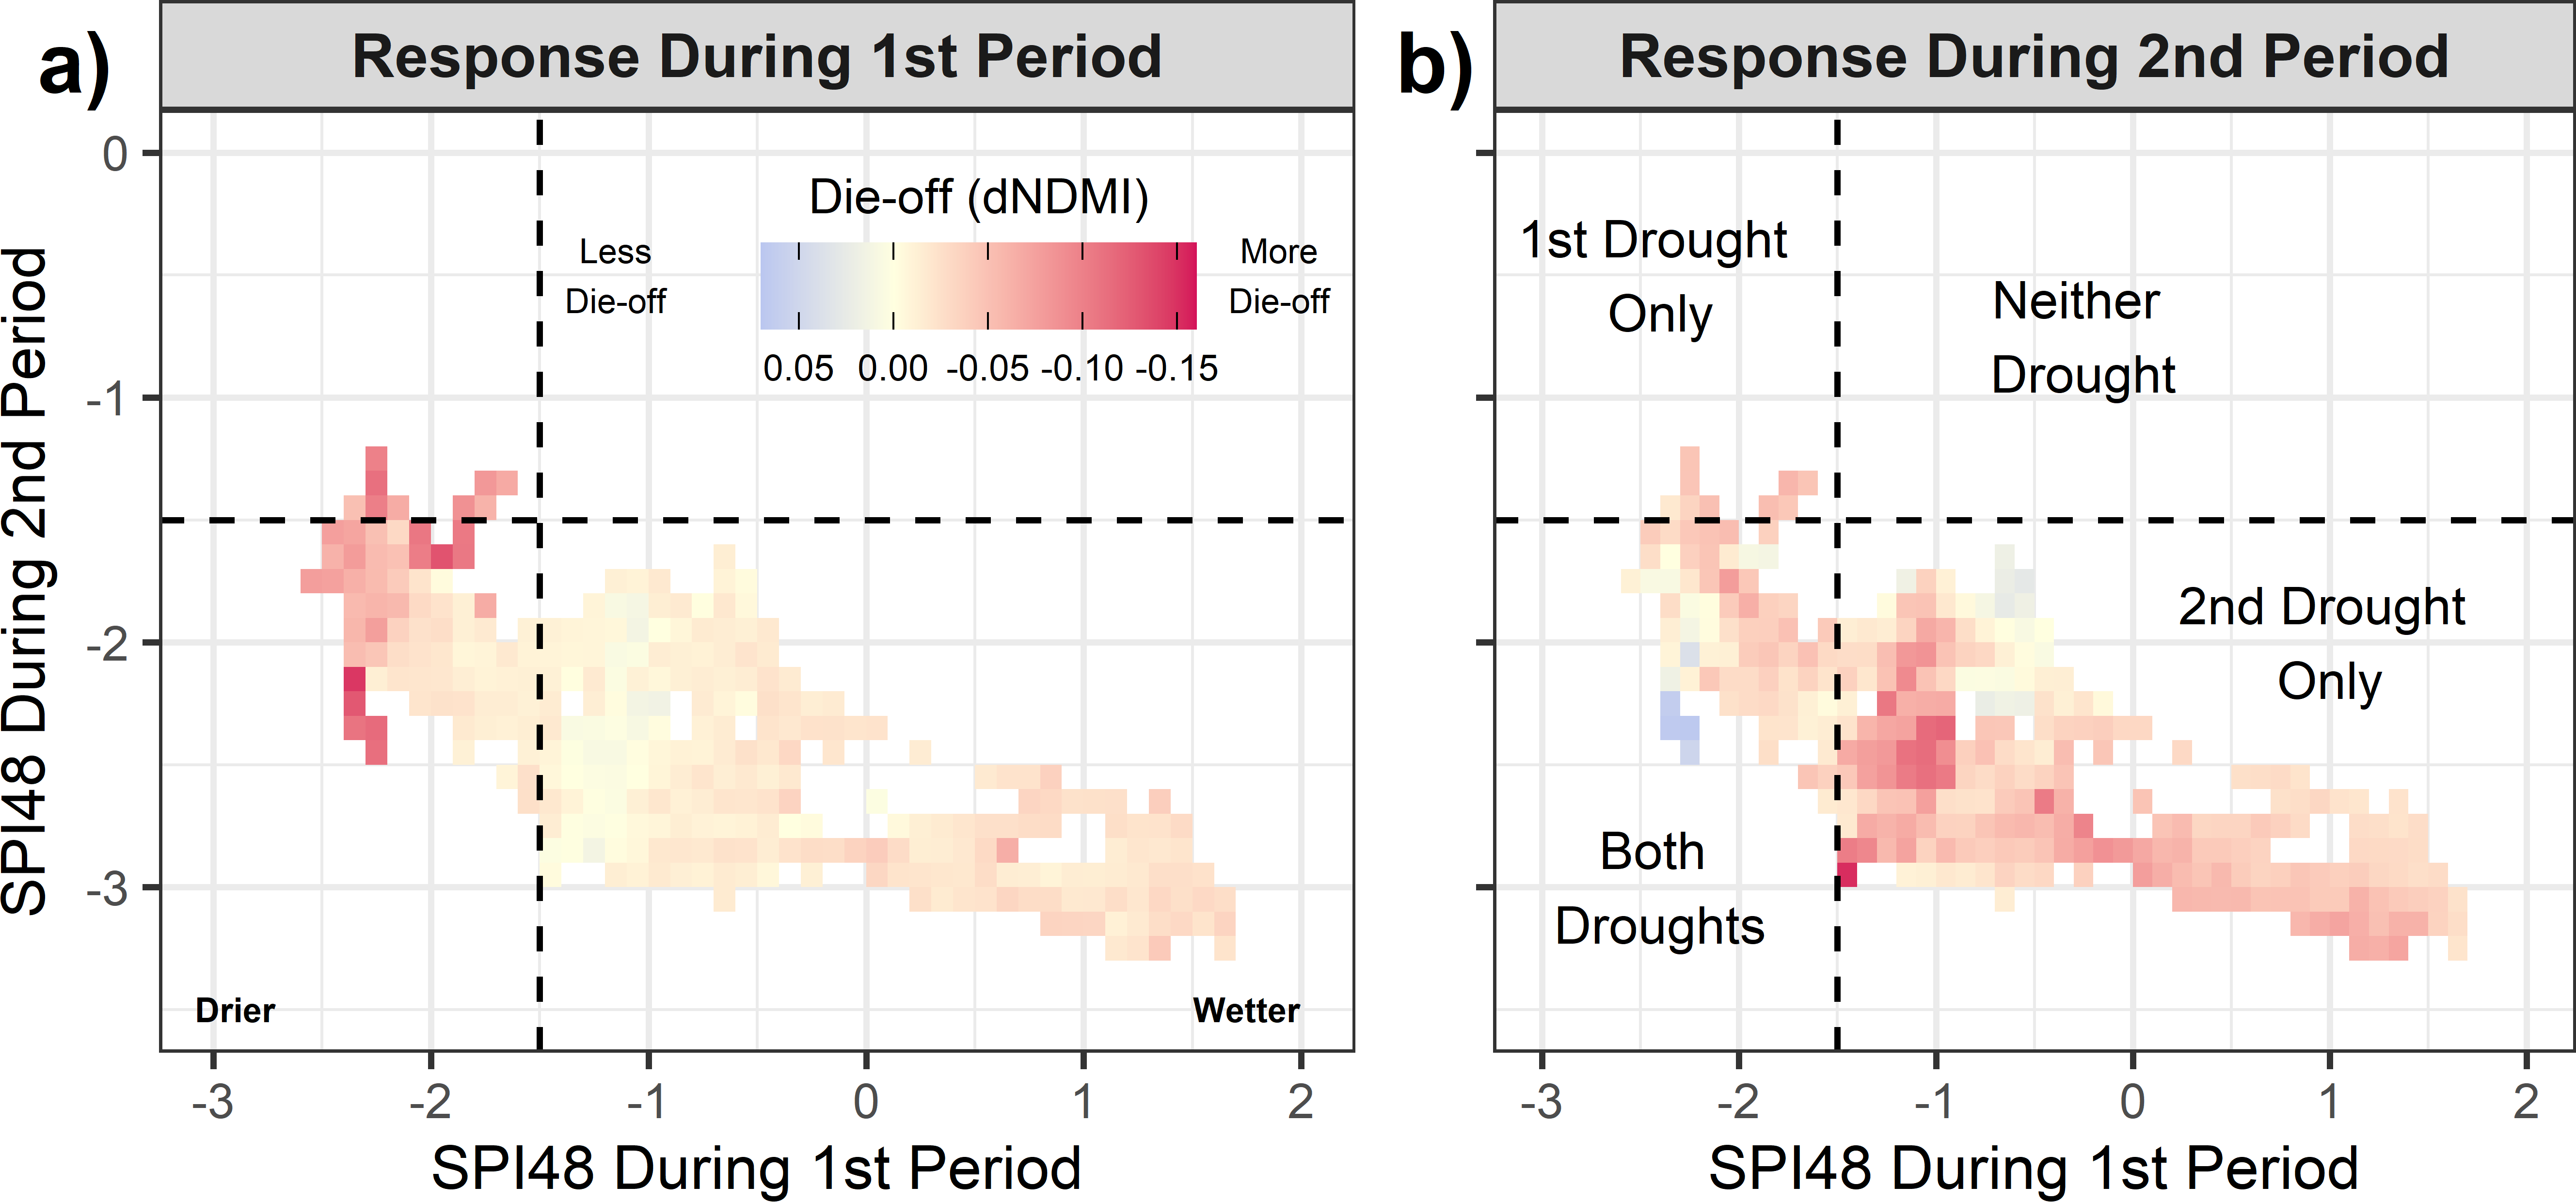 a)
Response During 1st Period
SPI48 During 2nd Period
0
-1
-2
-3
Die-off (dNDMI)
Less
Die-off
More
Die-off
0.05 0.00 -0.05 -0.10 -0.15
Drier
Wetter
-3 -2 -1 0 1 2
SPI48 During 1st Period
b)
Response During 2nd Period
1st Drought
Only
Neither
Drought
2nd Drought
Only
Both
Droughts
-3 -2 -1 0 1 2
SPI48 During 1st Period